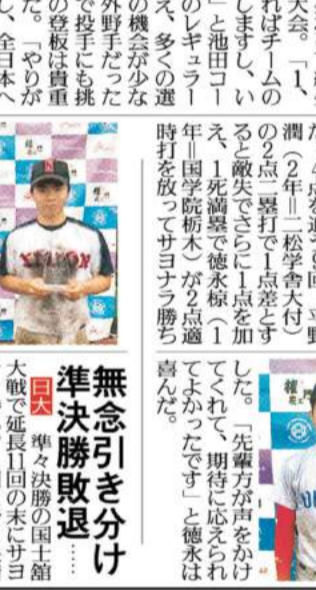 大会。「1、
ればチームの
しますし、い
」と池田コー
のレギュラー
え、多くの選
の機会が少な
外野手だった
で投手にも挑
の登板は貴重
た。「やりが
し、全日本へ
た。4点を追う9回、平野
潤(2年=二松学舎大付)
の2点二塁打で1点差とす
ると敵失でさらに1点を加
え、1死満塁で徳永椋(1
年=国学院栃木)が2点適
時打を放ってサヨナラ勝ち
した。「先輩方が声をかけ
てくれて、期待に応えられ
てよかったです」と徳永は
喜んだ。
無念引き分け
準決勝敗退……
日大 準々決勝の国士舘
大戦で延長11回の末にサヨ